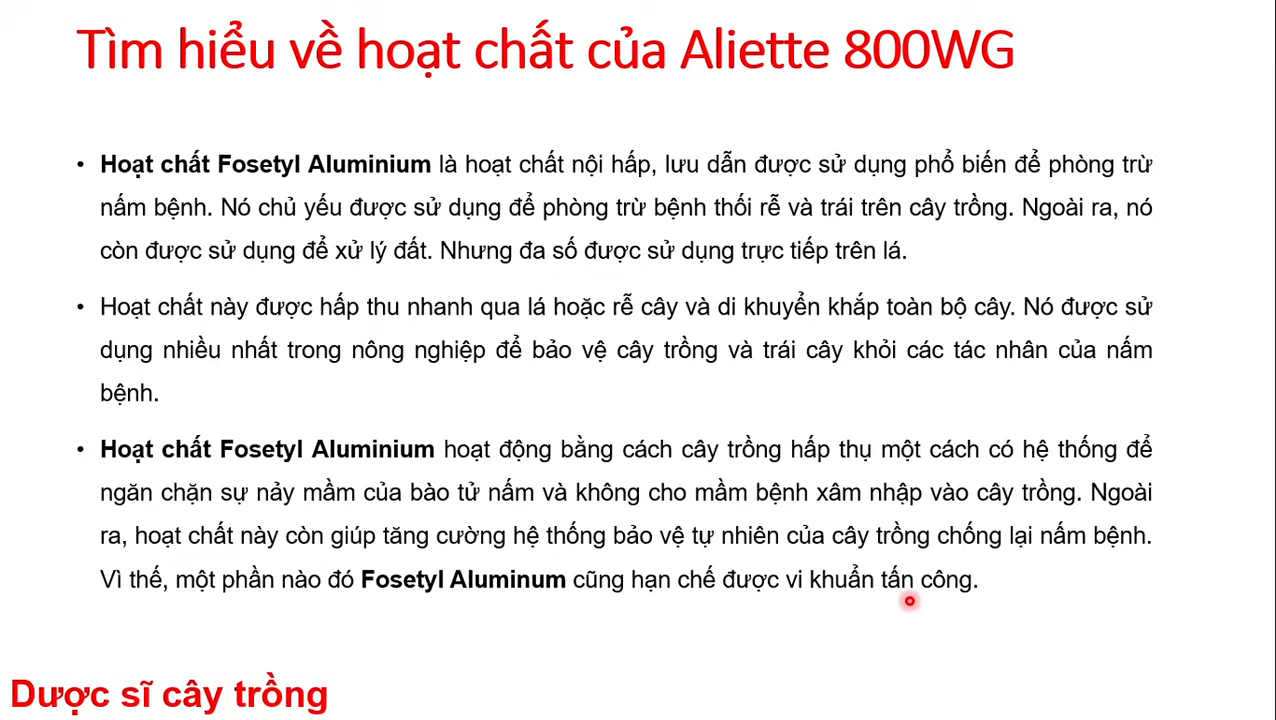 Tìm hiểu về hoạt chất của Aliette 800WG
• Hoạt chất Fosetyl Aluminium là hoạt chất nội hấp, lưu dẫn được sử dụng phổ biến để phòng trừ
nấm bệnh. Nó chủ yếu được sử dụng để phòng trừ bệnh thối rễ và trái trên cây trồng. Ngoài ra, nó
còn được sử dụng để xử lý đất. Nhưng đa số được sử dụng trực tiếp trên lá.
• Hoạt chất này được hấp thu nhanh qua lá hoặc rễ cây và di khuyển khắp toàn bộ cây. Nó được sử
dụng nhiều nhất trong nông nghiệp để bảo vệ cây trồng và trái cây khỏi các tác nhân của nấm
bệnh.
• Hoạt chất Fosetyl Aluminium hoạt động bằng cách cây trồng hấp thụ một cách có hệ thống để
ngăn chặn sự nảy mầm của bào tử nấm và không cho mầm bệnh xâm nhập vào cây trồng. Ngoài
ra, hoạt chất này còn giúp tăng cường hệ thống bảo vệ tự nhiên của cây trồng chống lại nấm bệnh.
Vì thế, một phần nào đó Fosetyl Aluminum cũng hạn chế được vi khuẩn tấn công.
Dược sĩ cây trồng